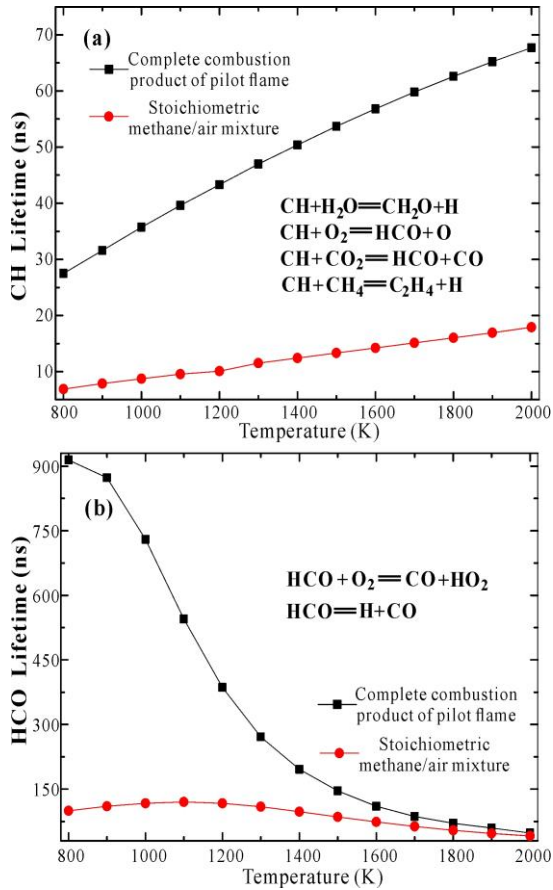 (a)
Complete combustion
product of pilot flame
Stoichiometric
methane/air mixture
CH+H₂O=CH₂O+H
CH+O₂=HCO+O
CH+CO₂=HCO+CO
CH+CH₄=C₂H₄+H
CH Lifetime (ns)
70
60
50
40
30
20
10
800 1000 1200 1400 1600 1800 2000
Temperature (K)
(b)
HCO+O₂=CO+HO₂
HCO=H+CO
Complete combustion
product of pilot flame
Stoichiometric
methane/air mixture
HCO Lifetime (ns)
900
750
600
450
300
150
800 1000 1200 1400 1600 1800 2000
Temperature (K)